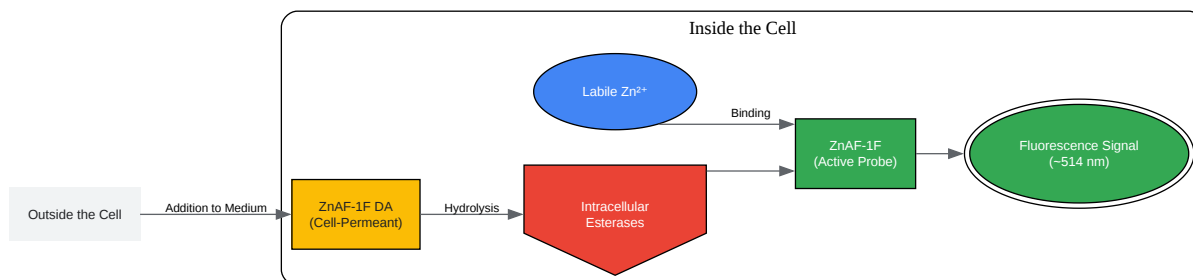 Inside the Cell
Labile Zn²⁺
Binding
ZnAF-1F
(Active Probe)
Fluorescence Signal
(~514 nm)
Outside the Cell
Addition to Medium
ZnAF-1F DA
(Cell-Permeant)
Hydrolysis
Intracellular
Esterases